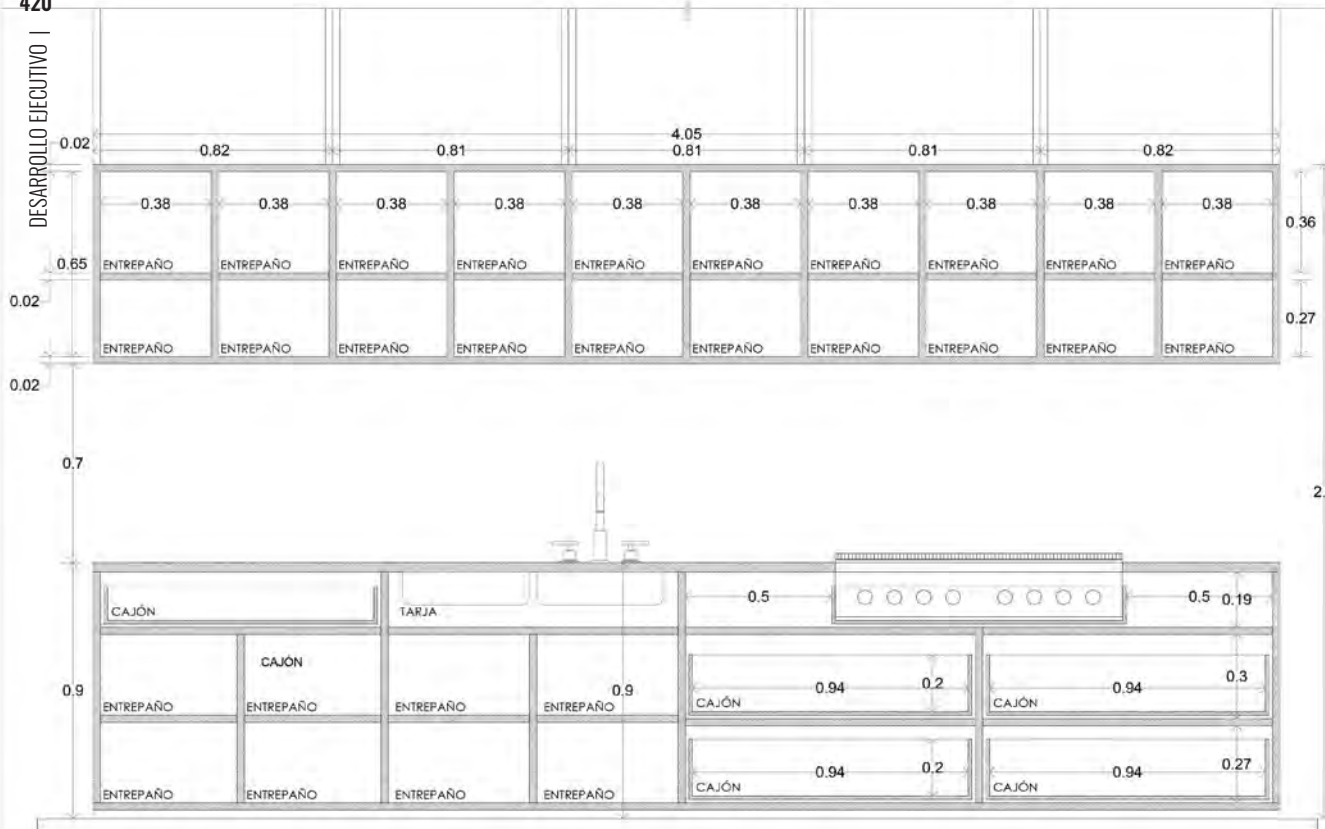 420
DESARROLLO EJECUTIVO |
4.05
0.02
0.82 0.81 0.81 0.81 0.82
0.38 0.38 0.38 0.38 0.38 0.38 0.38 0.38 0.38 0.38
0.36
0.65
ENTREPAÑO ENTREPAÑO ENTREPAÑO ENTREPAÑO ENTREPAÑO ENTREPAÑO ENTREPAÑO ENTREPAÑO ENTREPAÑO ENTREPAÑO
0.02
0.27
ENTREPAÑO ENTREPAÑO ENTREPAÑO ENTREPAÑO ENTREPAÑO ENTREPAÑO ENTREPAÑO ENTREPAÑO ENTREPAÑO ENTREPAÑO
0.02
0.7
2.
0.5 0.5 0.19
CAJÓN TARJA
CAJÓN
0.9 0.9 0.94 0.2 0.94 0.3
ENTREPAÑO ENTREPAÑO ENTREPAÑO ENTREPAÑO CAJÓN CAJÓN
0.94 0.2 0.94 0.27
ENTREPAÑO ENTREPAÑO ENTREPAÑO ENTREPAÑO CAJÓN CAJÓN